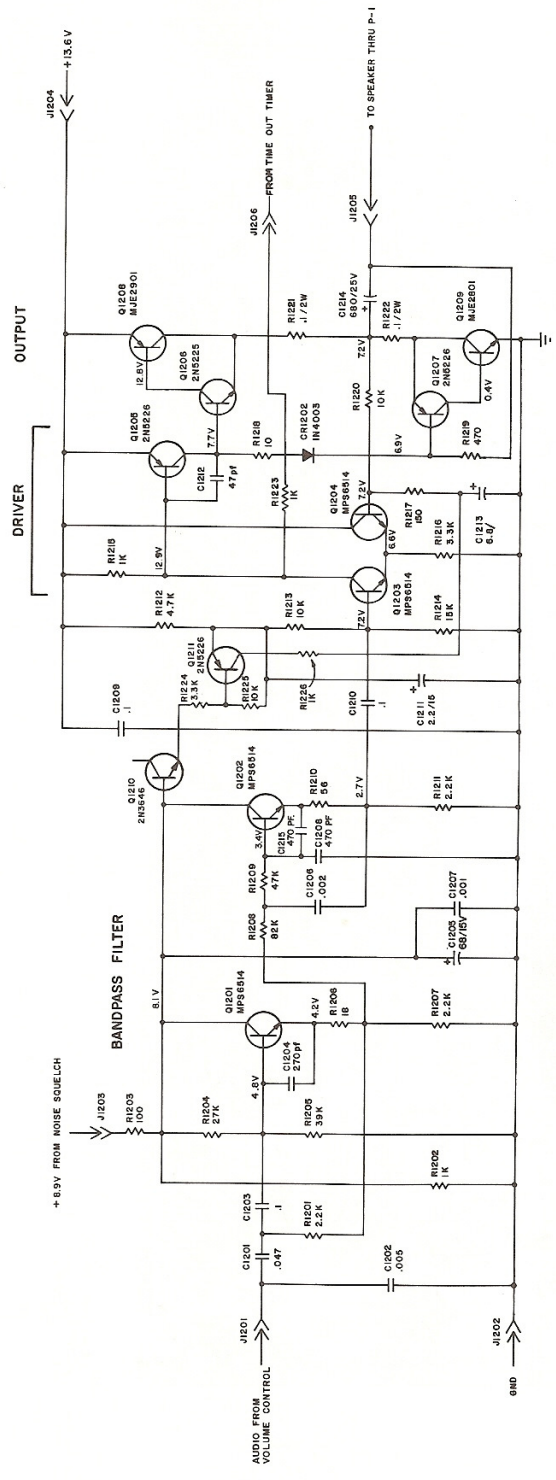 + 8.9V FROM NOISE SQUELCH
J1203
R1203
100
BANDPASS FILTER
8.1V
AUDIO FROM
VOLUME CONTROL
J1201
C1201
.047
C1203
.1
R1201
2.2K
C1202
.005
R1202
1K
J1202
GND
R1204
27K
R1205
39K
4.8V
C1204
270pf
Q1201
MPS6514
4.2V
R1206
18
R1207
2.2K
C1205
68/15V
C1207
.001
R1208
82K
R1209
47K
C1206
.002
3.4V
Q1202
MPS6514
C1215
470 PF.
C1208
470 PF
R1210
56
2.7V
R1211
2.2K
Q1210
2N3646
C1209
.1
R1224
3.3K
R1225
10K
Q1211
2N5226
R1226
1K
C1210
.1
C1211
2.2/15
DRIVER
R1212
4.7K
R1213
10K
R1214
15K
R1215
1K
12.9V
7.2V
Q1203
MPS6514
6.6V
Q1204
MPS6514
7.2V
R1216
3.3K
R1217
150
C1213
6.8/
R1223
1K
Q1205
2N5226
C1212
47pf
7.7V
R1218
10
CR1202
IN4003
6.9V
R1219
470
R1220
10K
OUTPUT
Q1208
MJE2901
12.8V
Q1206
2N5225
R1221
.1/2W
7.2V
C1214
680/25V
R1222
.1/2W
Q1207
2N5226
0.4V
Q1209
MJE2801
J1204
+13.6V
J1206
FROM TIME OUT TIMER
J1205
TO SPEAKER THRU P-1